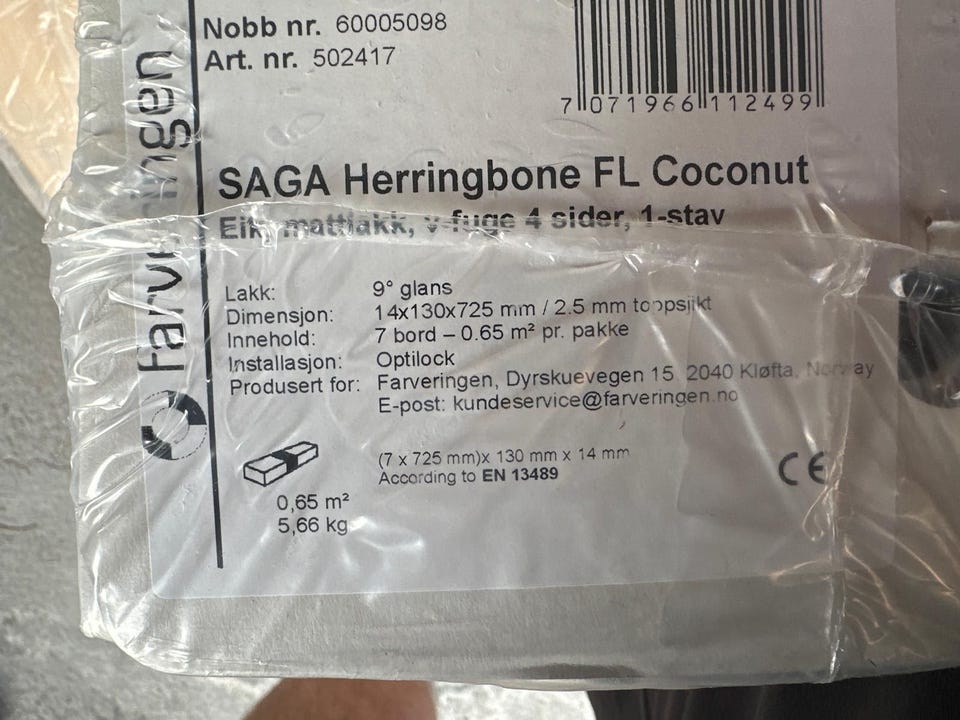 Nobb nr. 60005098
Art. nr. 502417
7 071966 112499
farveringen
SAGA Herringbone FL Coconut
Eik, mattlakk, v-fuge 4 sider, 1-stav
Lakk: 9° glans
Dimensjon: 14x130x725 mm / 2.5 mm toppsjikt
Innehold: 7 bord – 0.65 m² pr. pakke
Installasjon: Optilock
Produsert for: Farveringen, Dyrskuevegen 15, 2040 Kløfta, Norway
E-post: kundeservice@farveringen.no
(7 x 725 mm)x 130 mm x 14 mm
According to EN 13489
CE
0,65 m²
5,66 kg